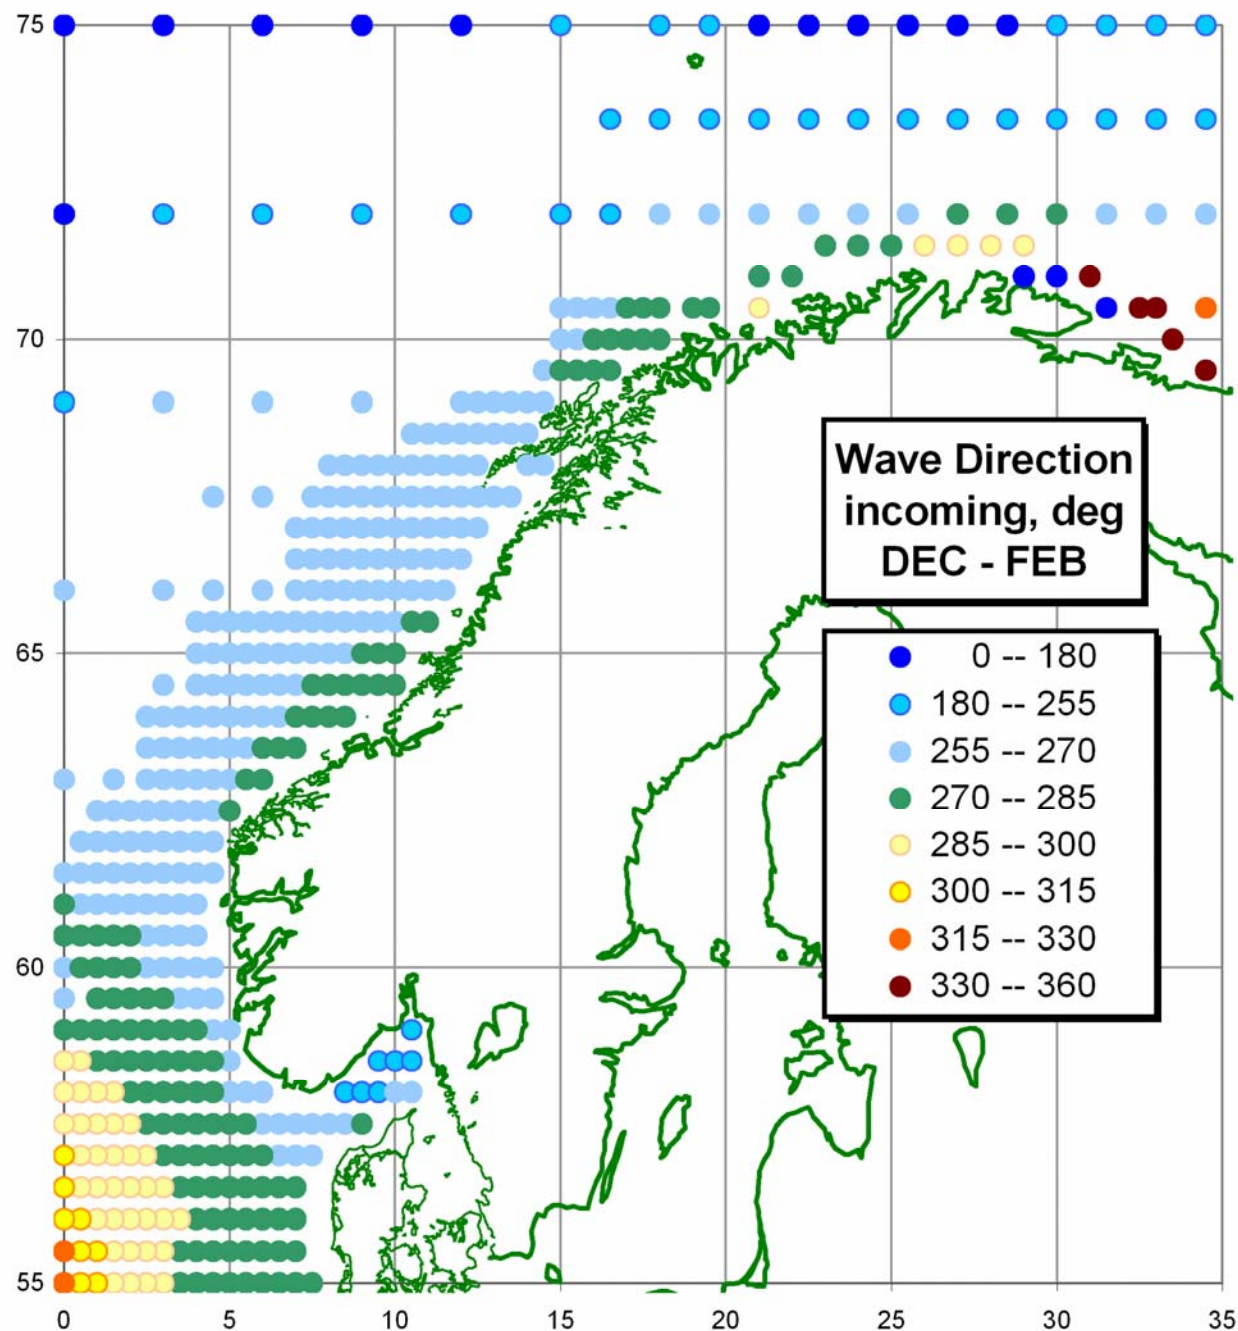 75
70
Wave Direction
incoming, deg
DEC - FEB
65
0 -- 180
180 -- 255
255 -- 270
270 -- 285
285 -- 300
300 -- 315
315 -- 330
330 -- 360
60
55
0 5 10 15 20 25 30 35